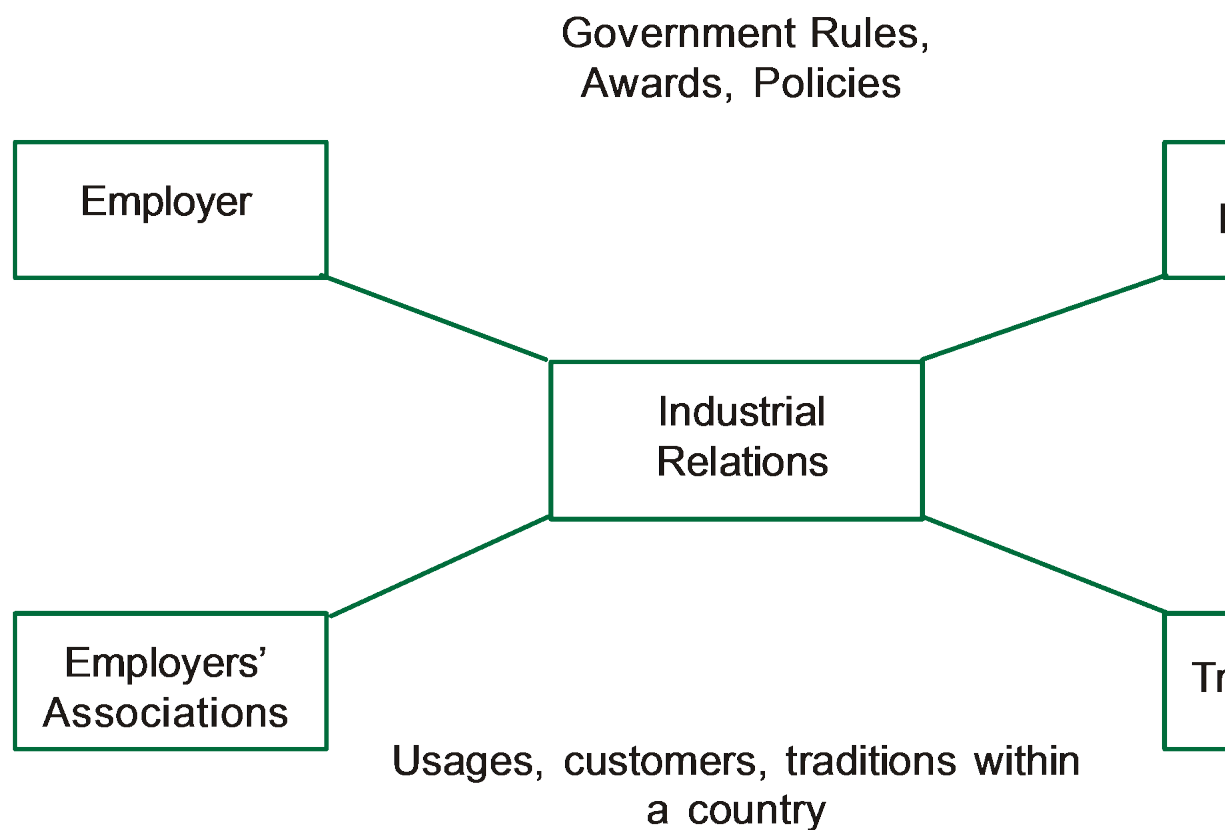 Government Rules,
Awards, Policies
Employer
Industrial
Relations
Employers’
Associations
Usages, customers, traditions within
a country